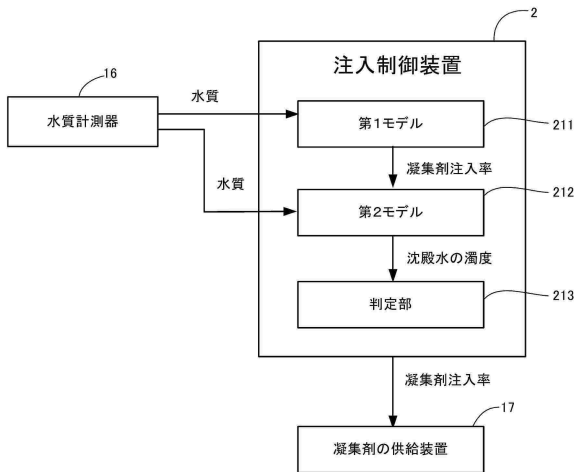 2
注入制御装置
16
水質計測器
水質
第1モデル
211
凝集剤注入率
水質
第2モデル
212
沈殿水の濁度
判定部
213
凝集剤注入率
17
凝集剤の供給装置